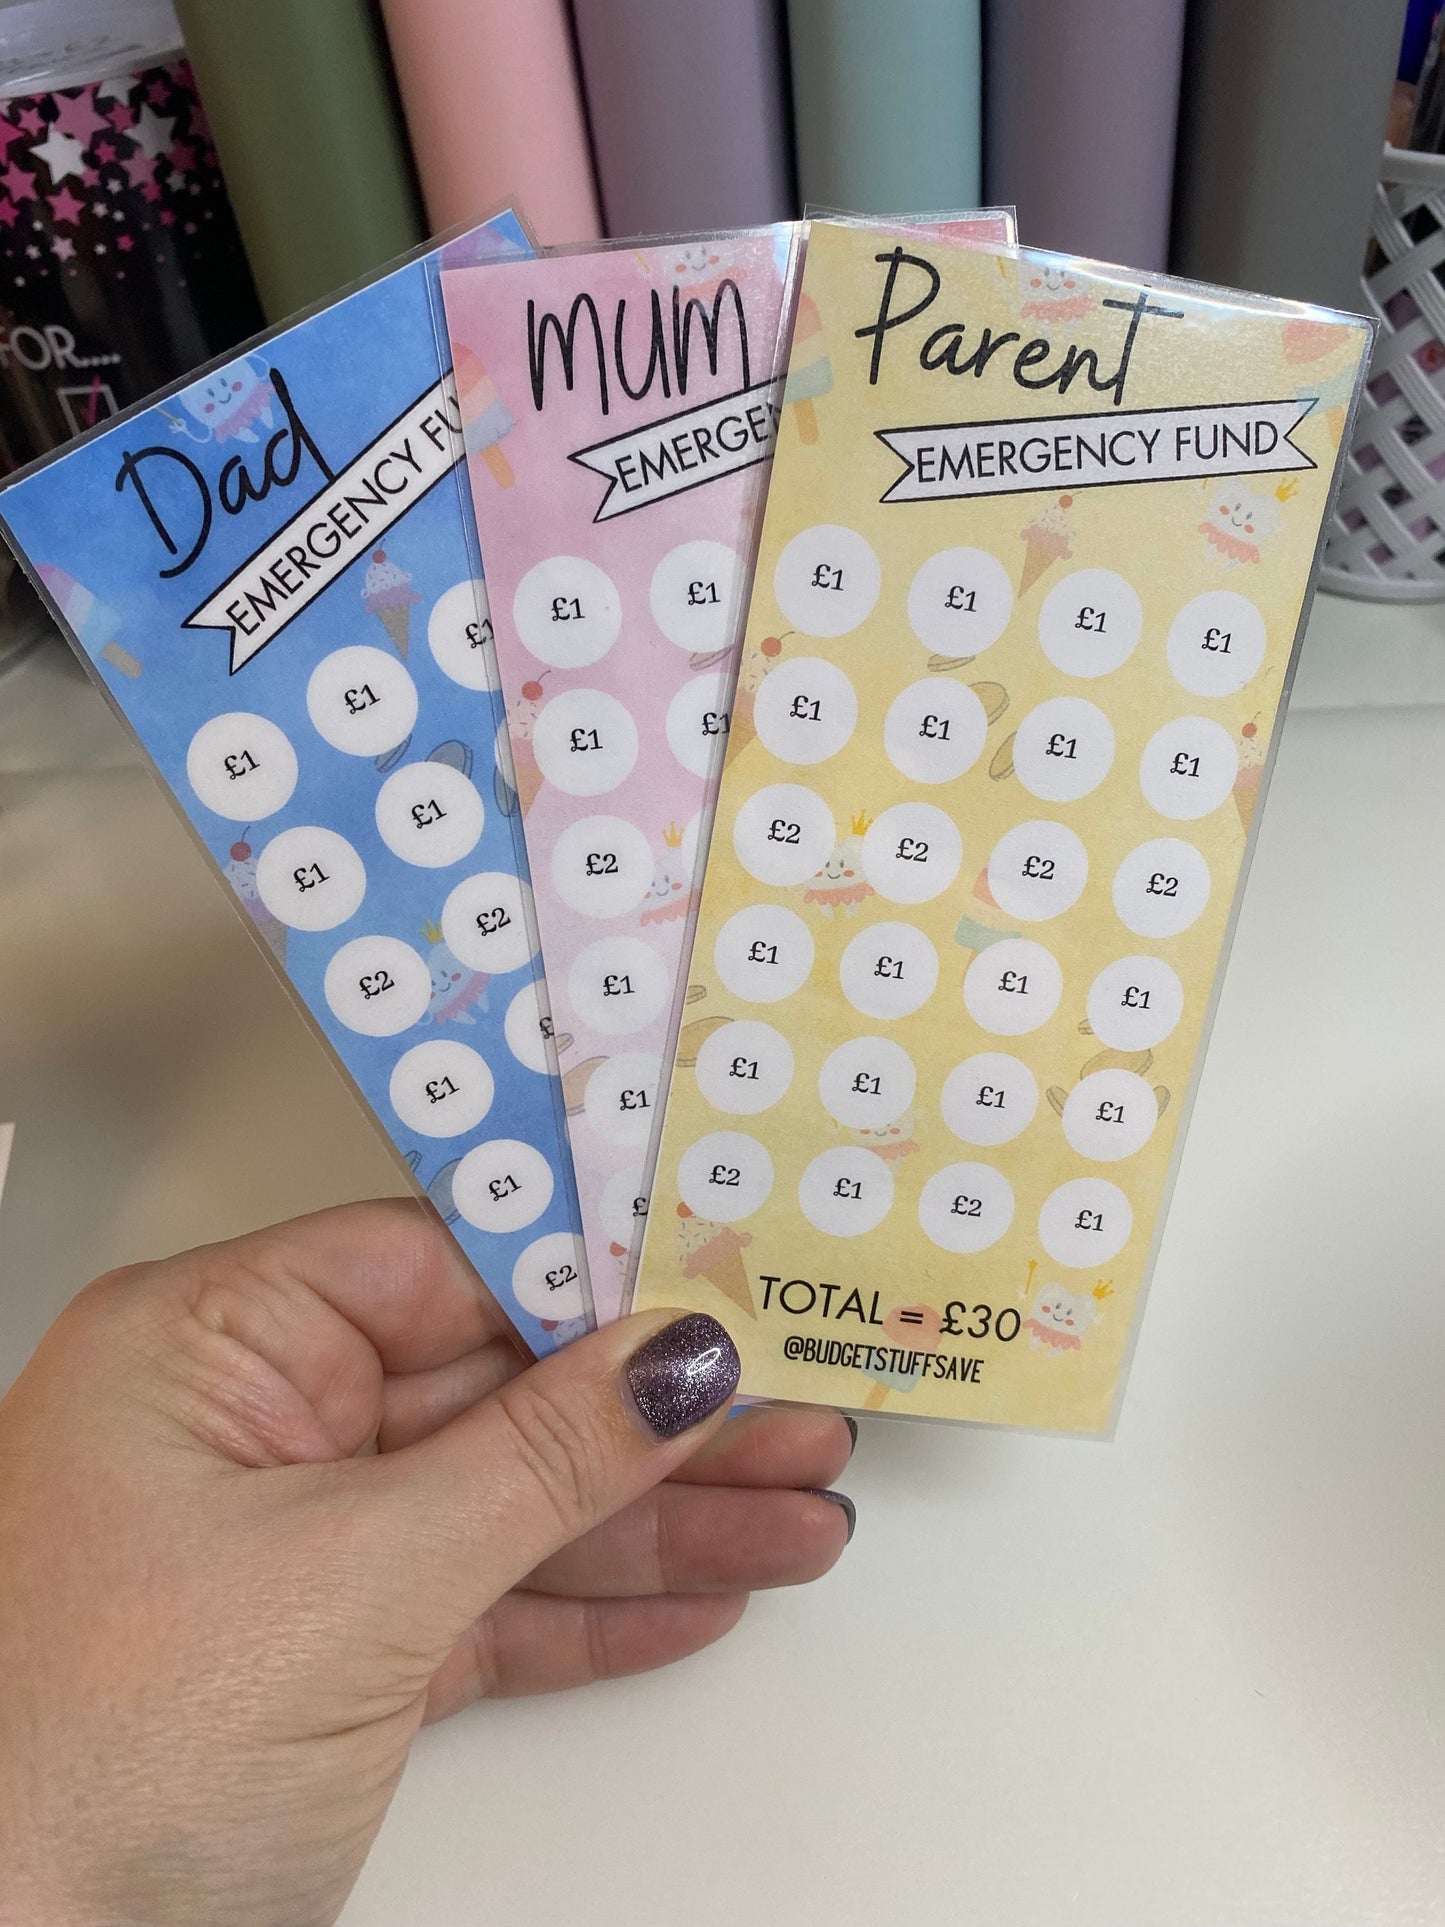 FOR....
Dad
EMERGENCY FU
£1 £1 £1
£1 £1
£2 £2
£1 £
£1
£2
mum
EMERGEN
£1 £1
£1 £1
£2
£1
£1
£
Parent
EMERGENCY FUND
£1 £1 £1 £1
£1 £1 £1 £1
£2 £2 £2 £2
£1 £1 £1 £1
£1 £1 £1 £1
£2 £1 £2 £1
TOTAL = £30
@BUDGETSTUFFSAVE